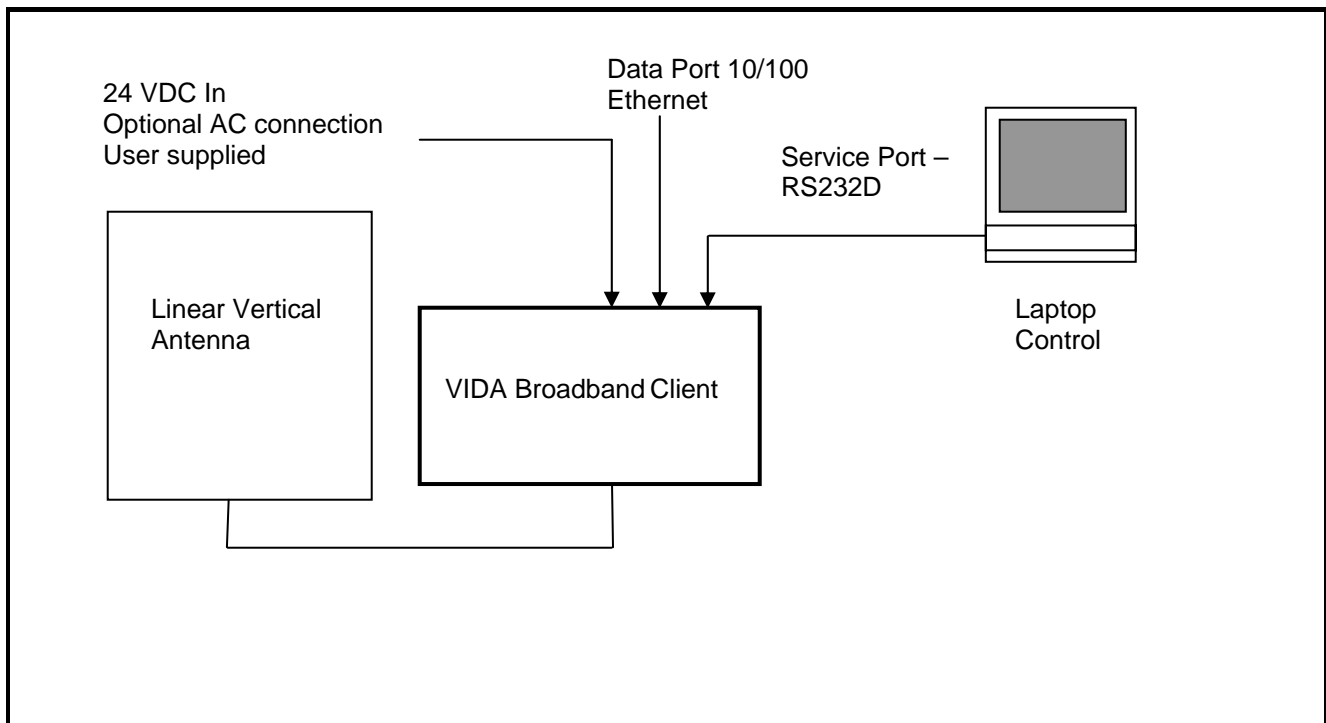 24 VDC In
Optional AC connection
User supplied
Data Port 10/100
Ethernet
Service Port –
RS232D
Linear Vertical
Antenna
VIDA Broadband Client
Laptop
Control